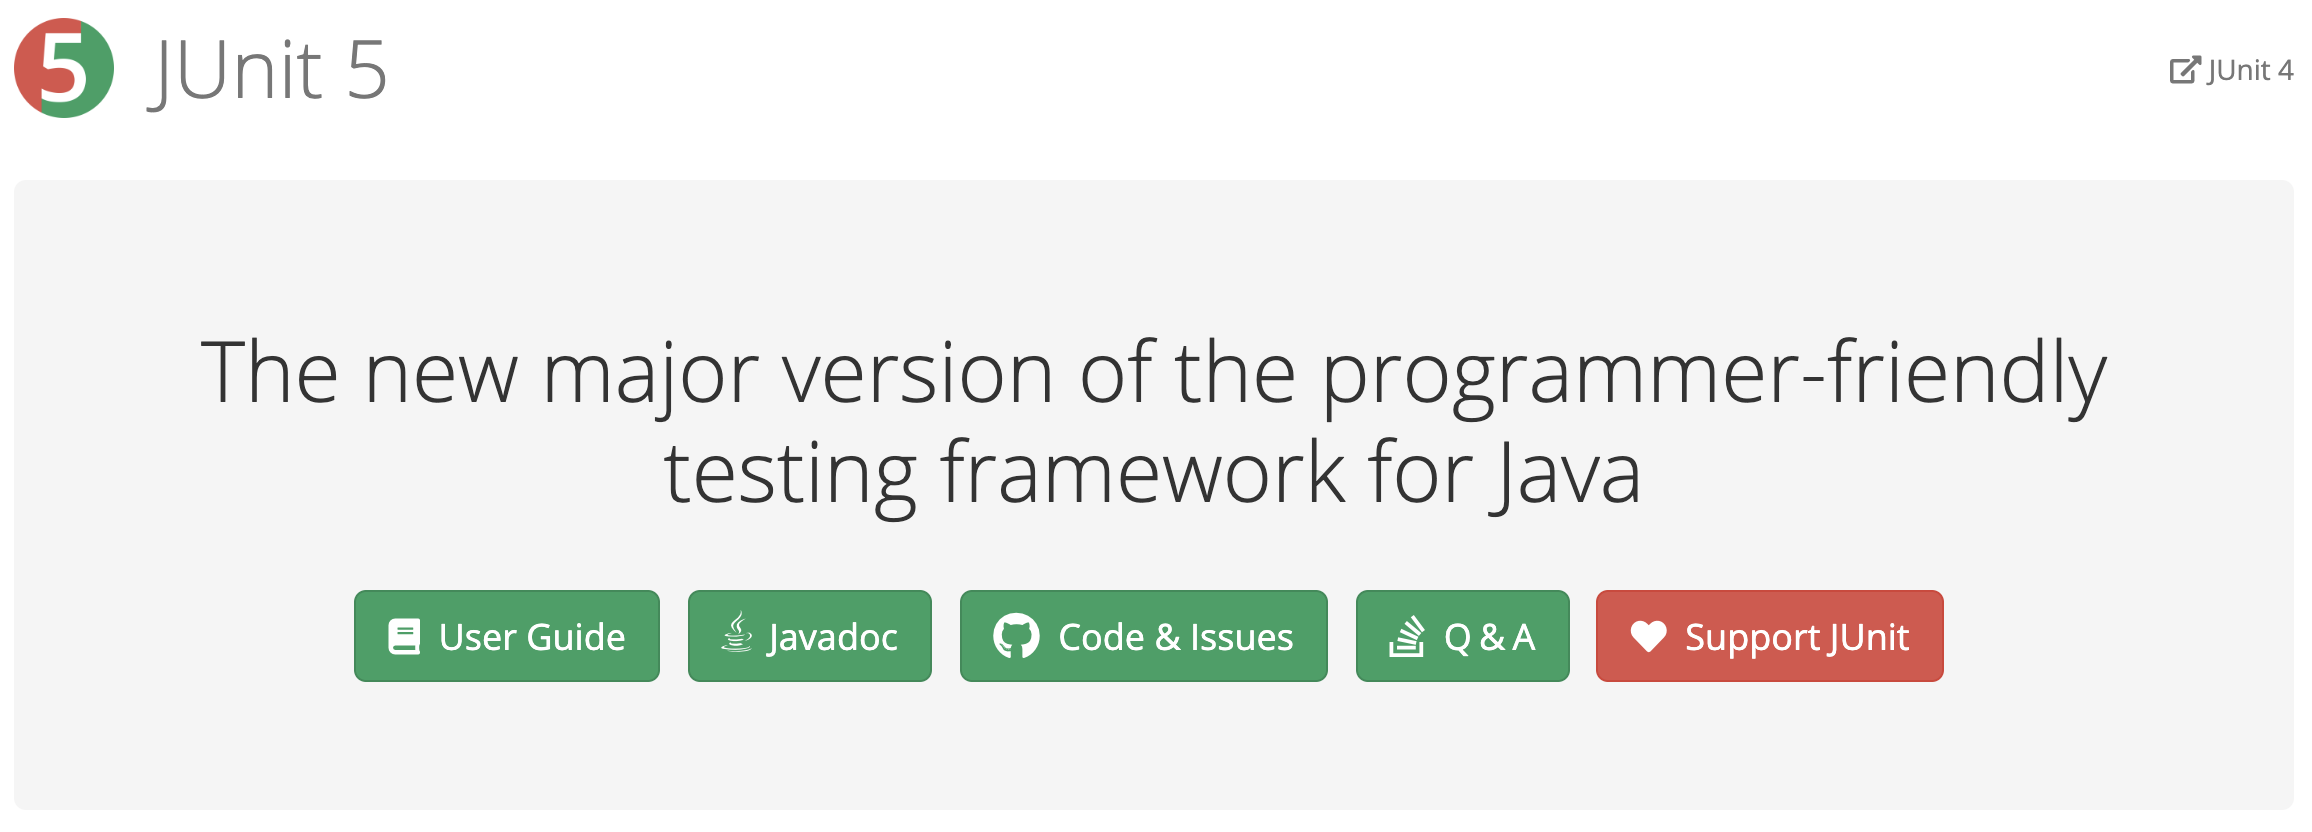 5 JUnit 5
JUnit 4
The new major version of the programmer-friendly
testing framework for Java
User Guide
Javadoc
Code & Issues
Q & A
Support JUnit